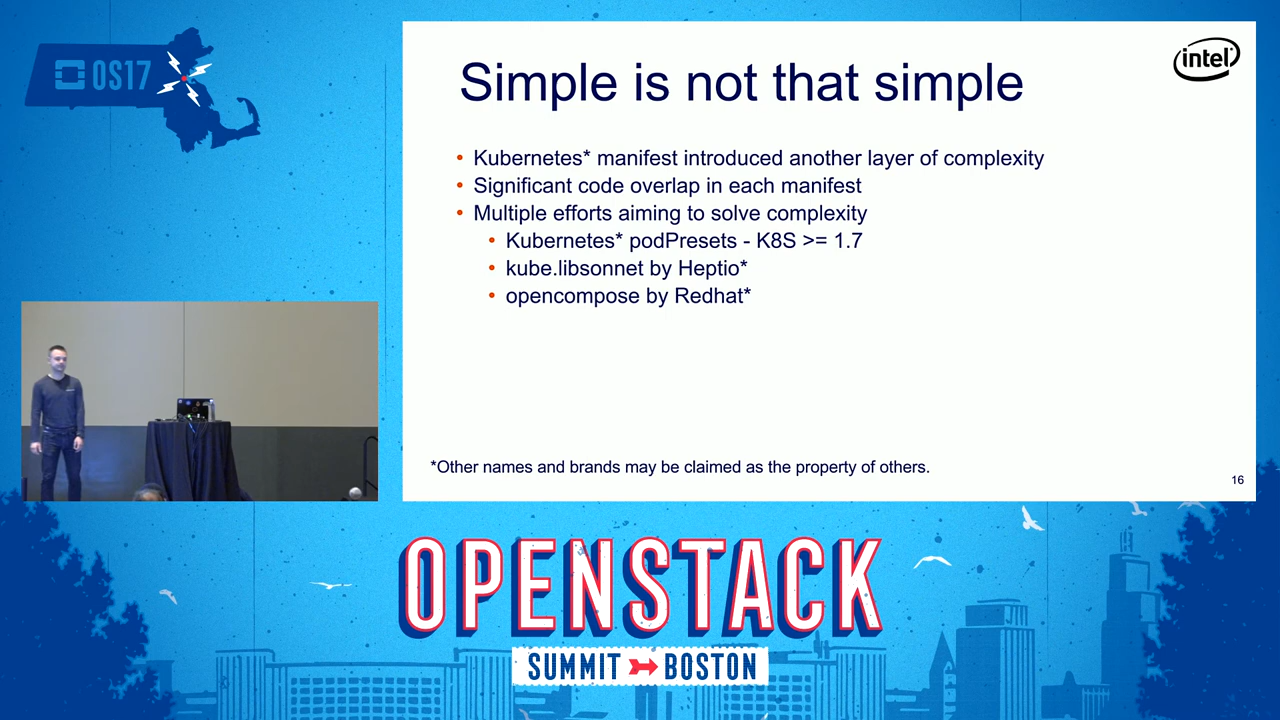 OS17
intel
Simple is not that simple
• Kubernetes* manifest introduced another layer of complexity
• Significant code overlap in each manifest
• Multiple efforts aiming to solve complexity
• Kubernetes* podPresets - K8S >= 1.7
• kube.libsonnet by Heptio*
• opencompose by Redhat*
*Other names and brands may be claimed as the property of others.
16
OPENSTACK
SUMMIT BOSTON